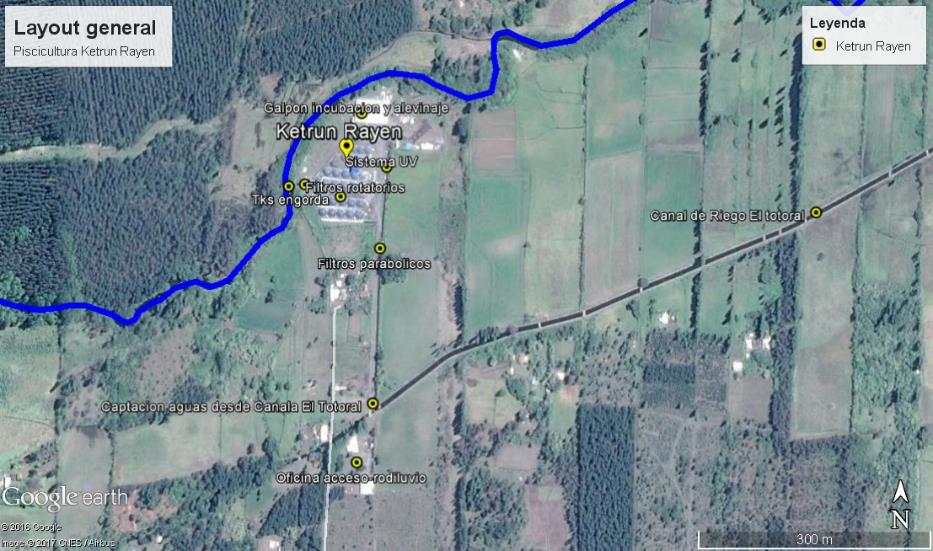 Layout general
Piscicultura Ketrun Rayen
Leyenda
Ketrun Rayen
Galpon incubacion y alevinaje
Ketrun Rayen
Sistema UV
Filtros rotatorios
Tks engorda
Canal de Riego El totoral
Filtros parabolicos
Captacion aguas desde Canala El Totoral
Oficina acceso-rodiluvio
Google earth
© 2016 Google
Image © 2017 CNES / Airbus
N
300 m